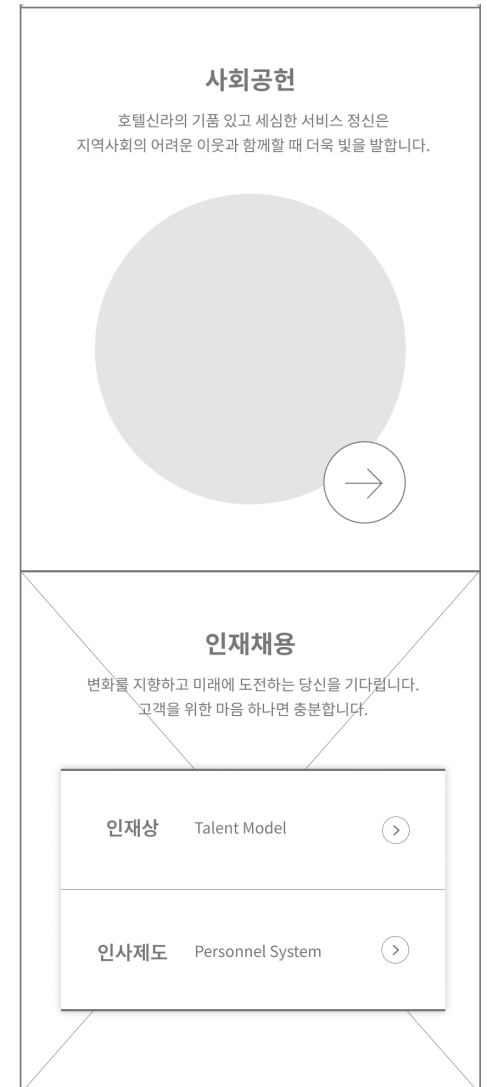 사회공헌
호텔신라의 기품 있고 세심한 서비스 정신은
지역사회의 어려운 이웃과 함께할 때 더욱 빛을 발합니다.
인재채용
변화를 지향하고 미래에 도전하는 당신을 기다립니다.
고객을 위한 마음 하나면 충분합니다.
인재상 Talent Model
인사제도 Personnel System